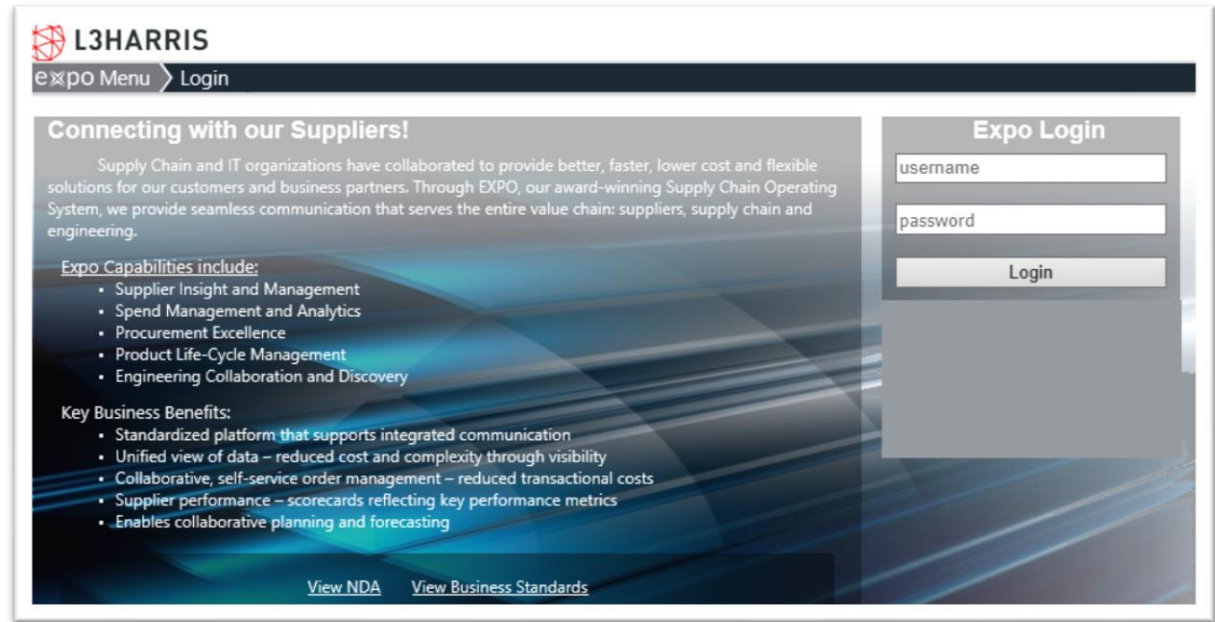 L3HARRIS
expo Menu Login
Connecting with our Suppliers!
Supply Chain and IT organizations have collaborated to provide better, faster, lower cost and flexible
solutions for our customers and business partners. Through EXPO, our award-winning Supply Chain Operating
System, we provide seamless communication that serves the entire value chain: suppliers, supply chain and
engineering.
Expo Capabilities include:
▪ Supplier Insight and Management
▪ Spend Management and Analytics
▪ Procurement Excellence
▪ Product Life-Cycle Management
▪ Engineering Collaboration and Discovery
Key Business Benefits:
▪ Standardized platform that supports integrated communication
▪ Unified view of data – reduced cost and complexity through visibility
▪ Collaborative, self-service order management – reduced transactional costs
▪ Supplier performance – scorecards reflecting key performance metrics
▪ Enables collaborative planning and forecasting
View NDA View Business Standards
Expo Login
username
password
Login